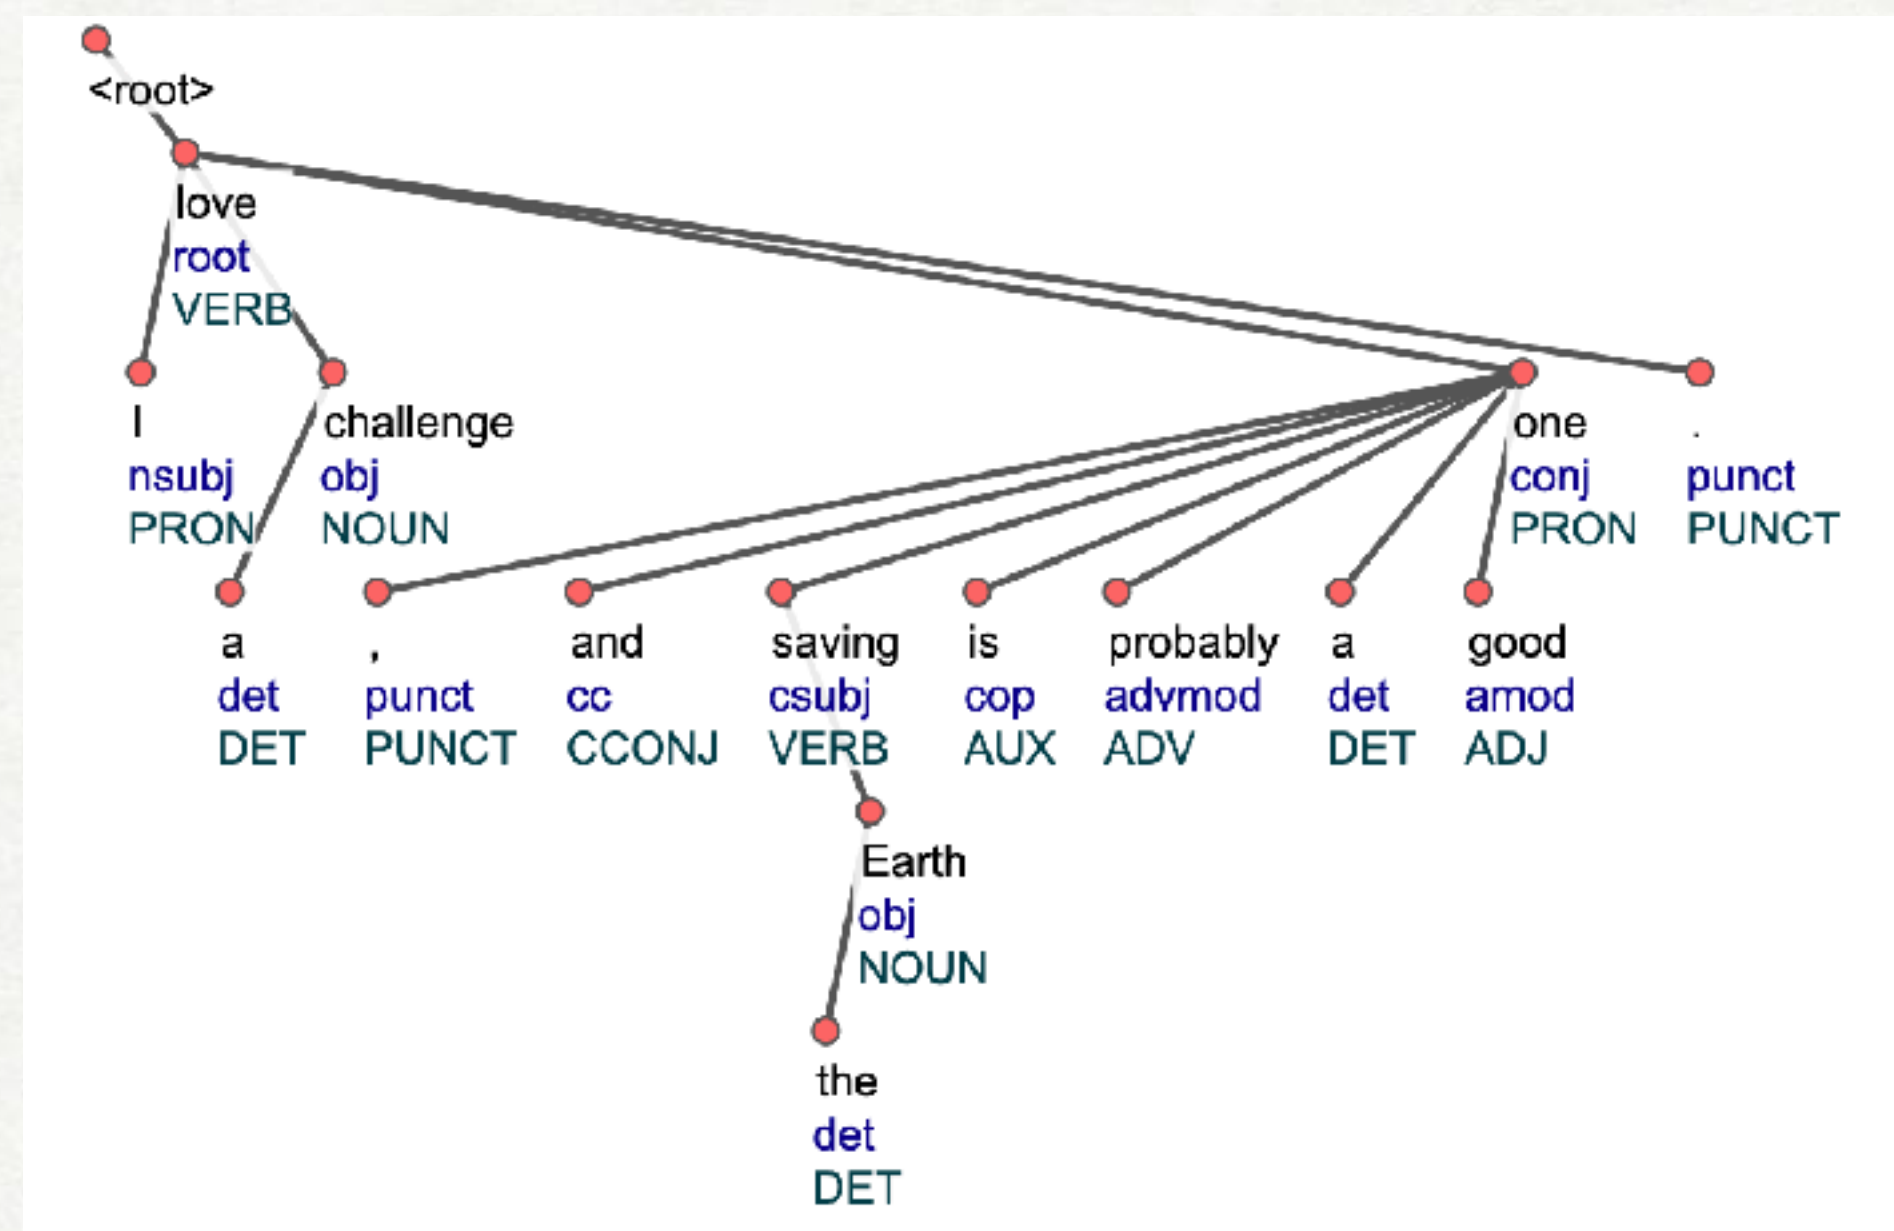 <root>
love
root
VERB
I challenge one .
nsubj obj conj punct
PRON NOUN PRON PUNCT
a , and saving is probably a good
det punct cc csubj cop advmod det amod
DET PUNCT CCONJ VERB AUX ADV DET ADJ
Earth
obj
NOUN
the
det
DET